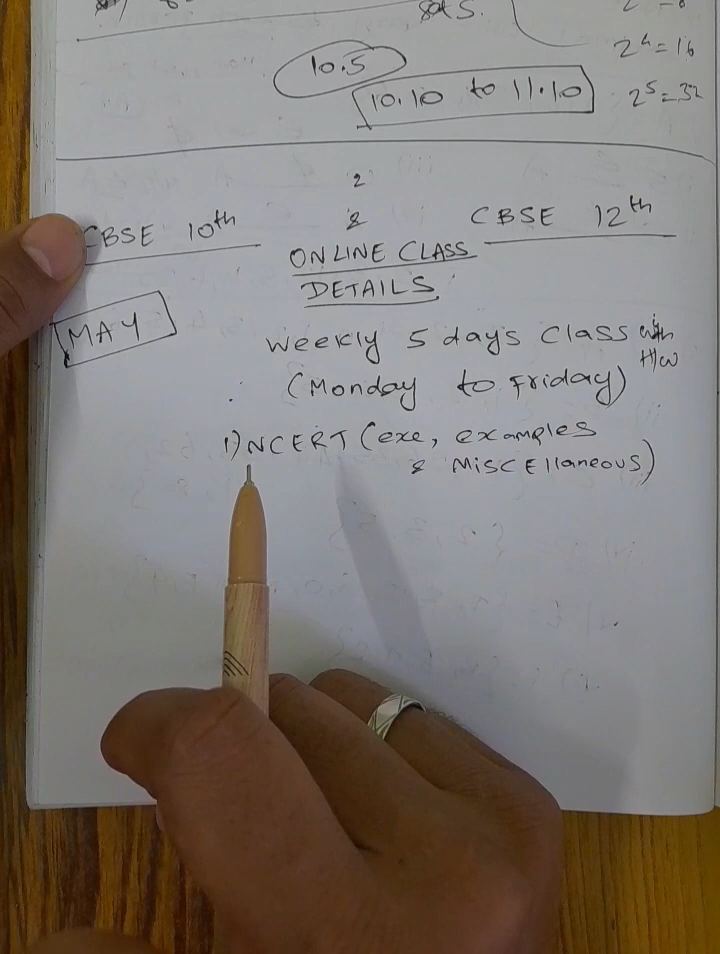 sets.
2⁴ = 16
10.5
10.10 to 11.10
2⁵ = 32
2
&
CBSE 10th
CBSE 12th
ONLINE CLASS
DETAILS
MAY
Weekly 5 days Class with
H/W
(Monday to Friday)
1) NCERT (exe, examples
& Miscellaneous)